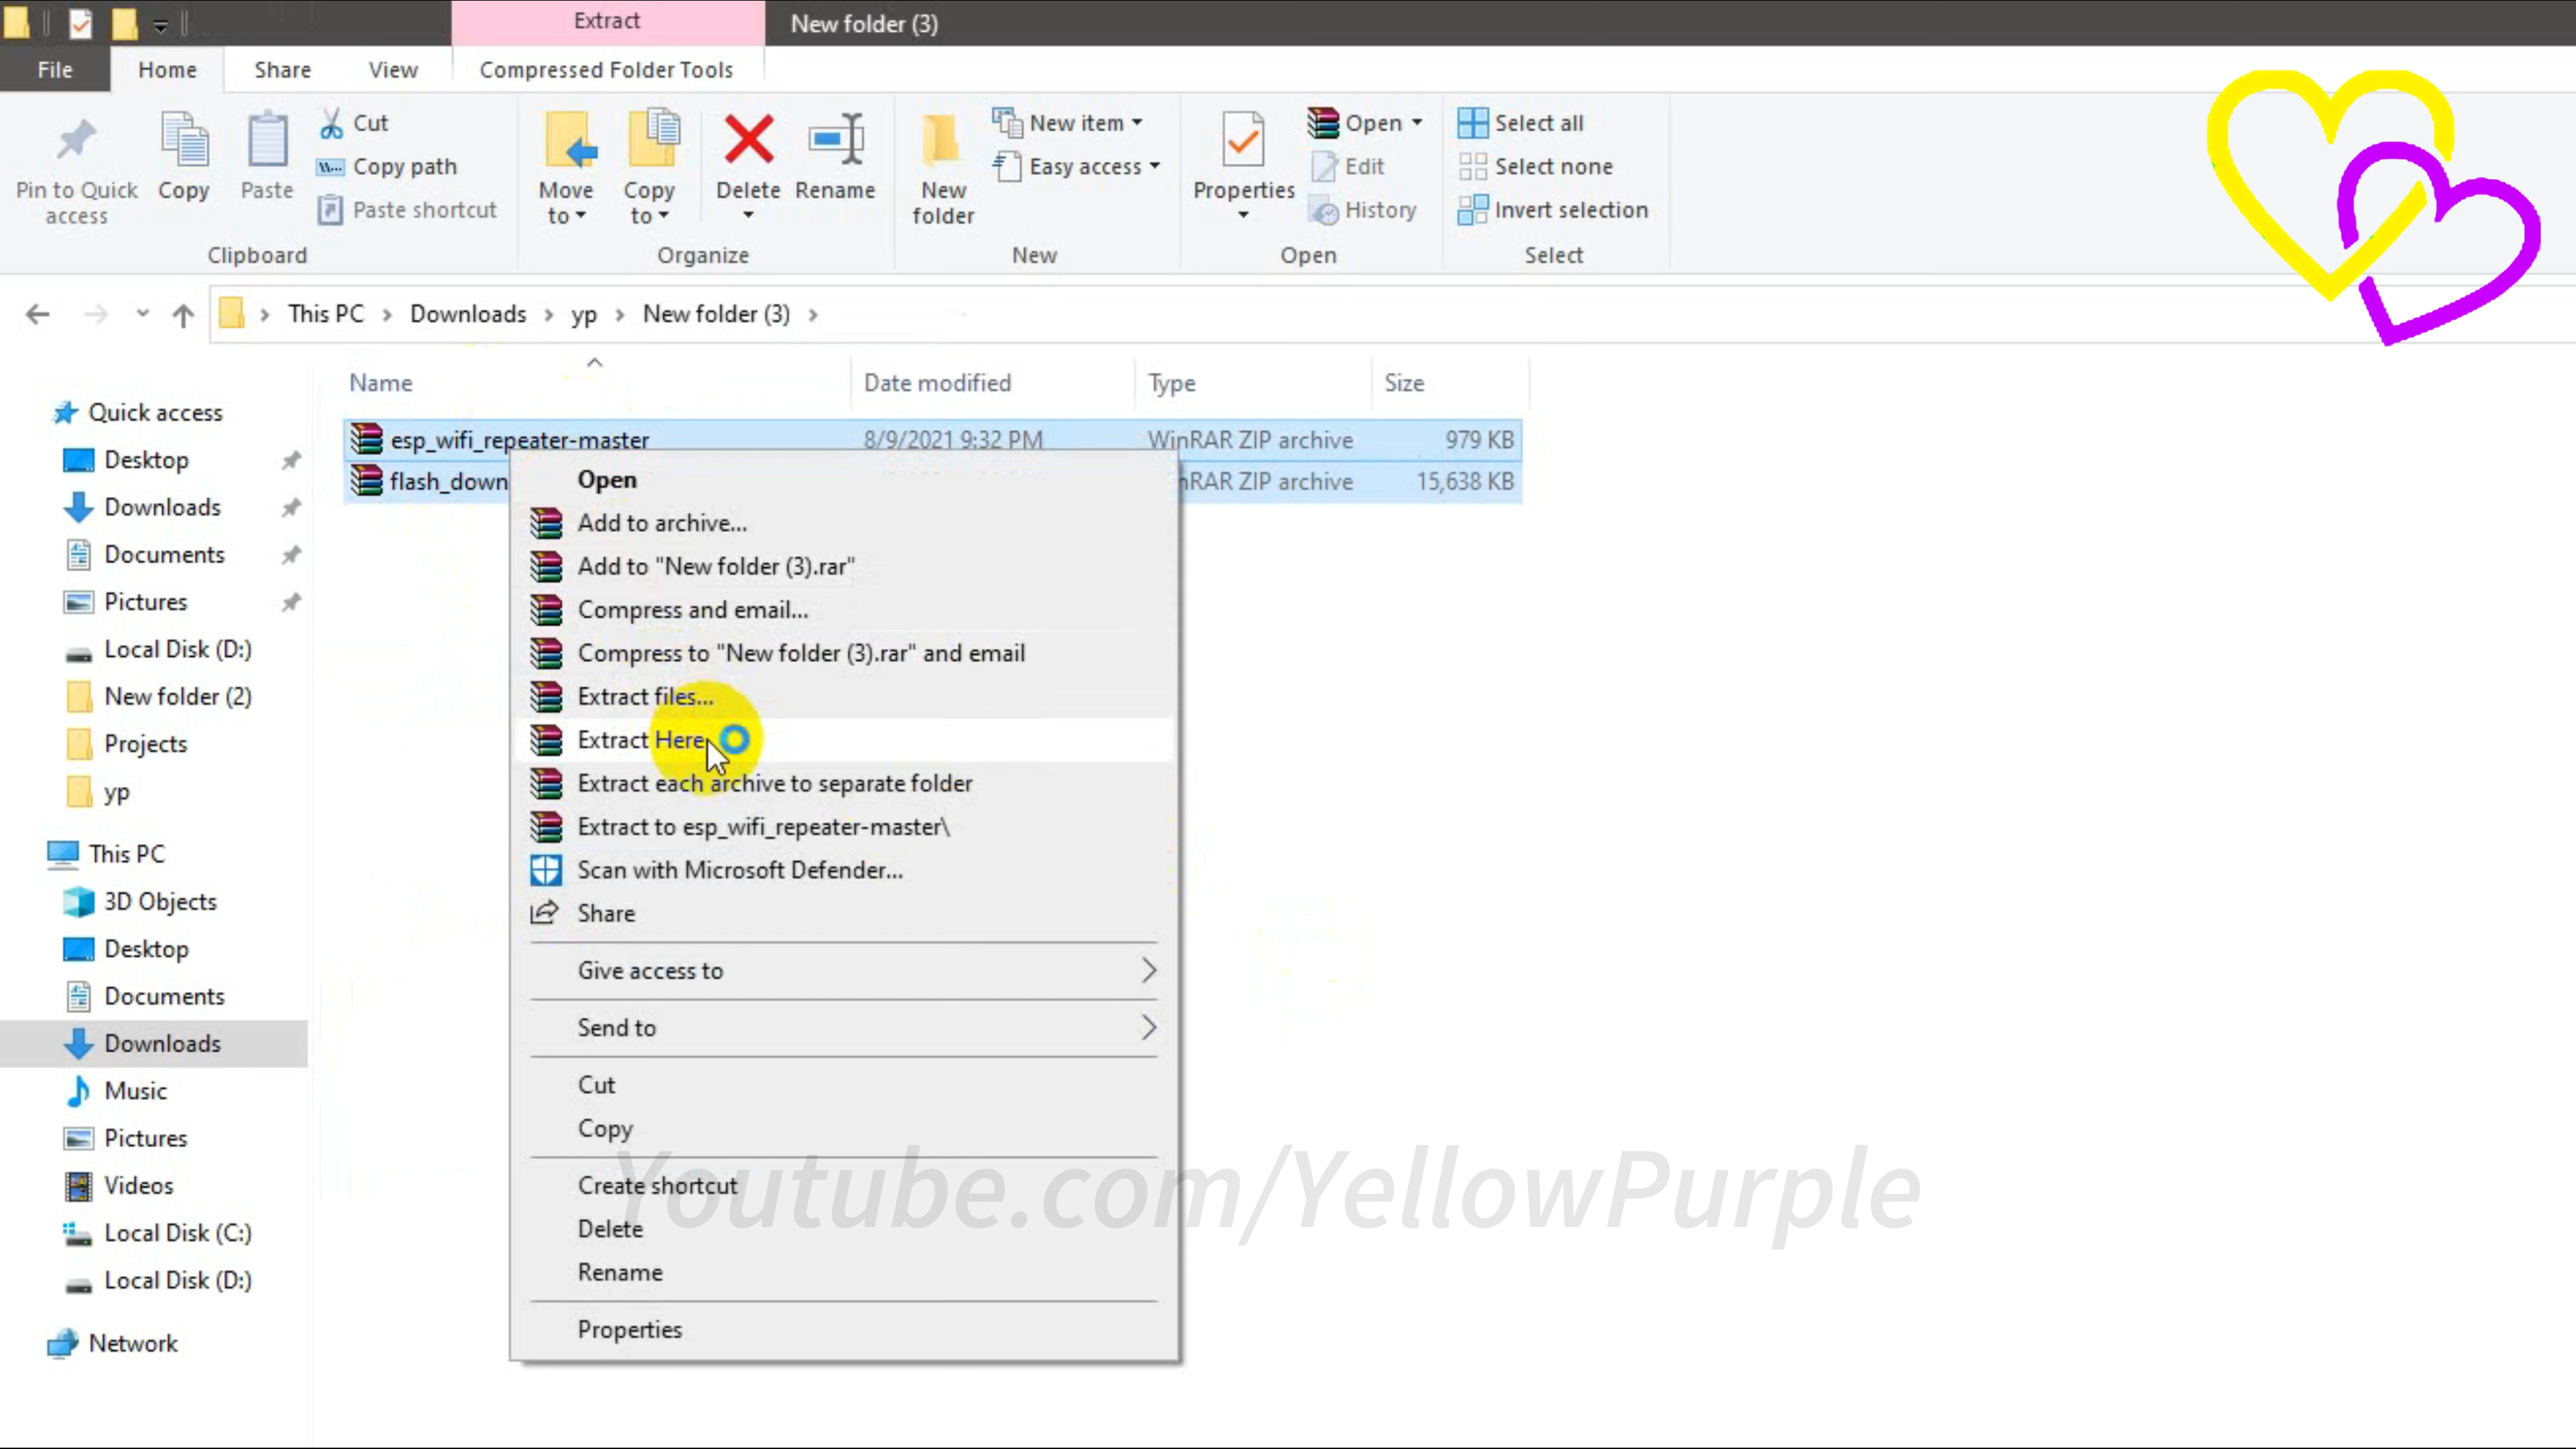 Extract
New folder (3)
File
Home
Share
View
Compressed Folder Tools
Pin to Quick
access
Copy
Paste
Cut
Copy path
Paste shortcut
Clipboard
Move
to
Copy
to
Delete
Rename
Organize
New
folder
New item
Easy access
New
Properties
Open
Edit
History
Open
Select all
Select none
Invert selection
Select
This PC
Downloads
yp
New folder (3)
Name
Date modified
Type
Size
esp_wifi_repeater-master
8/9/2021 9:32 PM
WinRAR ZIP archive
979 KB
flash_down
ZIP archive
15,638 KB
Quick access
Desktop
Downloads
Documents
Pictures
Local Disk (D:)
New folder (2)
Projects
yp
This PC
3D Objects
Desktop
Documents
Downloads
Music
Pictures
Videos
Local Disk (C:)
Local Disk (D:)
Network
Open
Add to archive...
Add to "New folder (3).rar"
Compress and email...
Compress to "New folder (3).rar" and email
Extract files...
Extract Here
Extract each archive to separate folder
Extract to esp_wifi_repeater-master\
Scan with Microsoft Defender...
Share
Give access to
Send to
Cut
Copy
Create shortcut
Delete
Rename
Properties
Youtube.com/YellowPurple